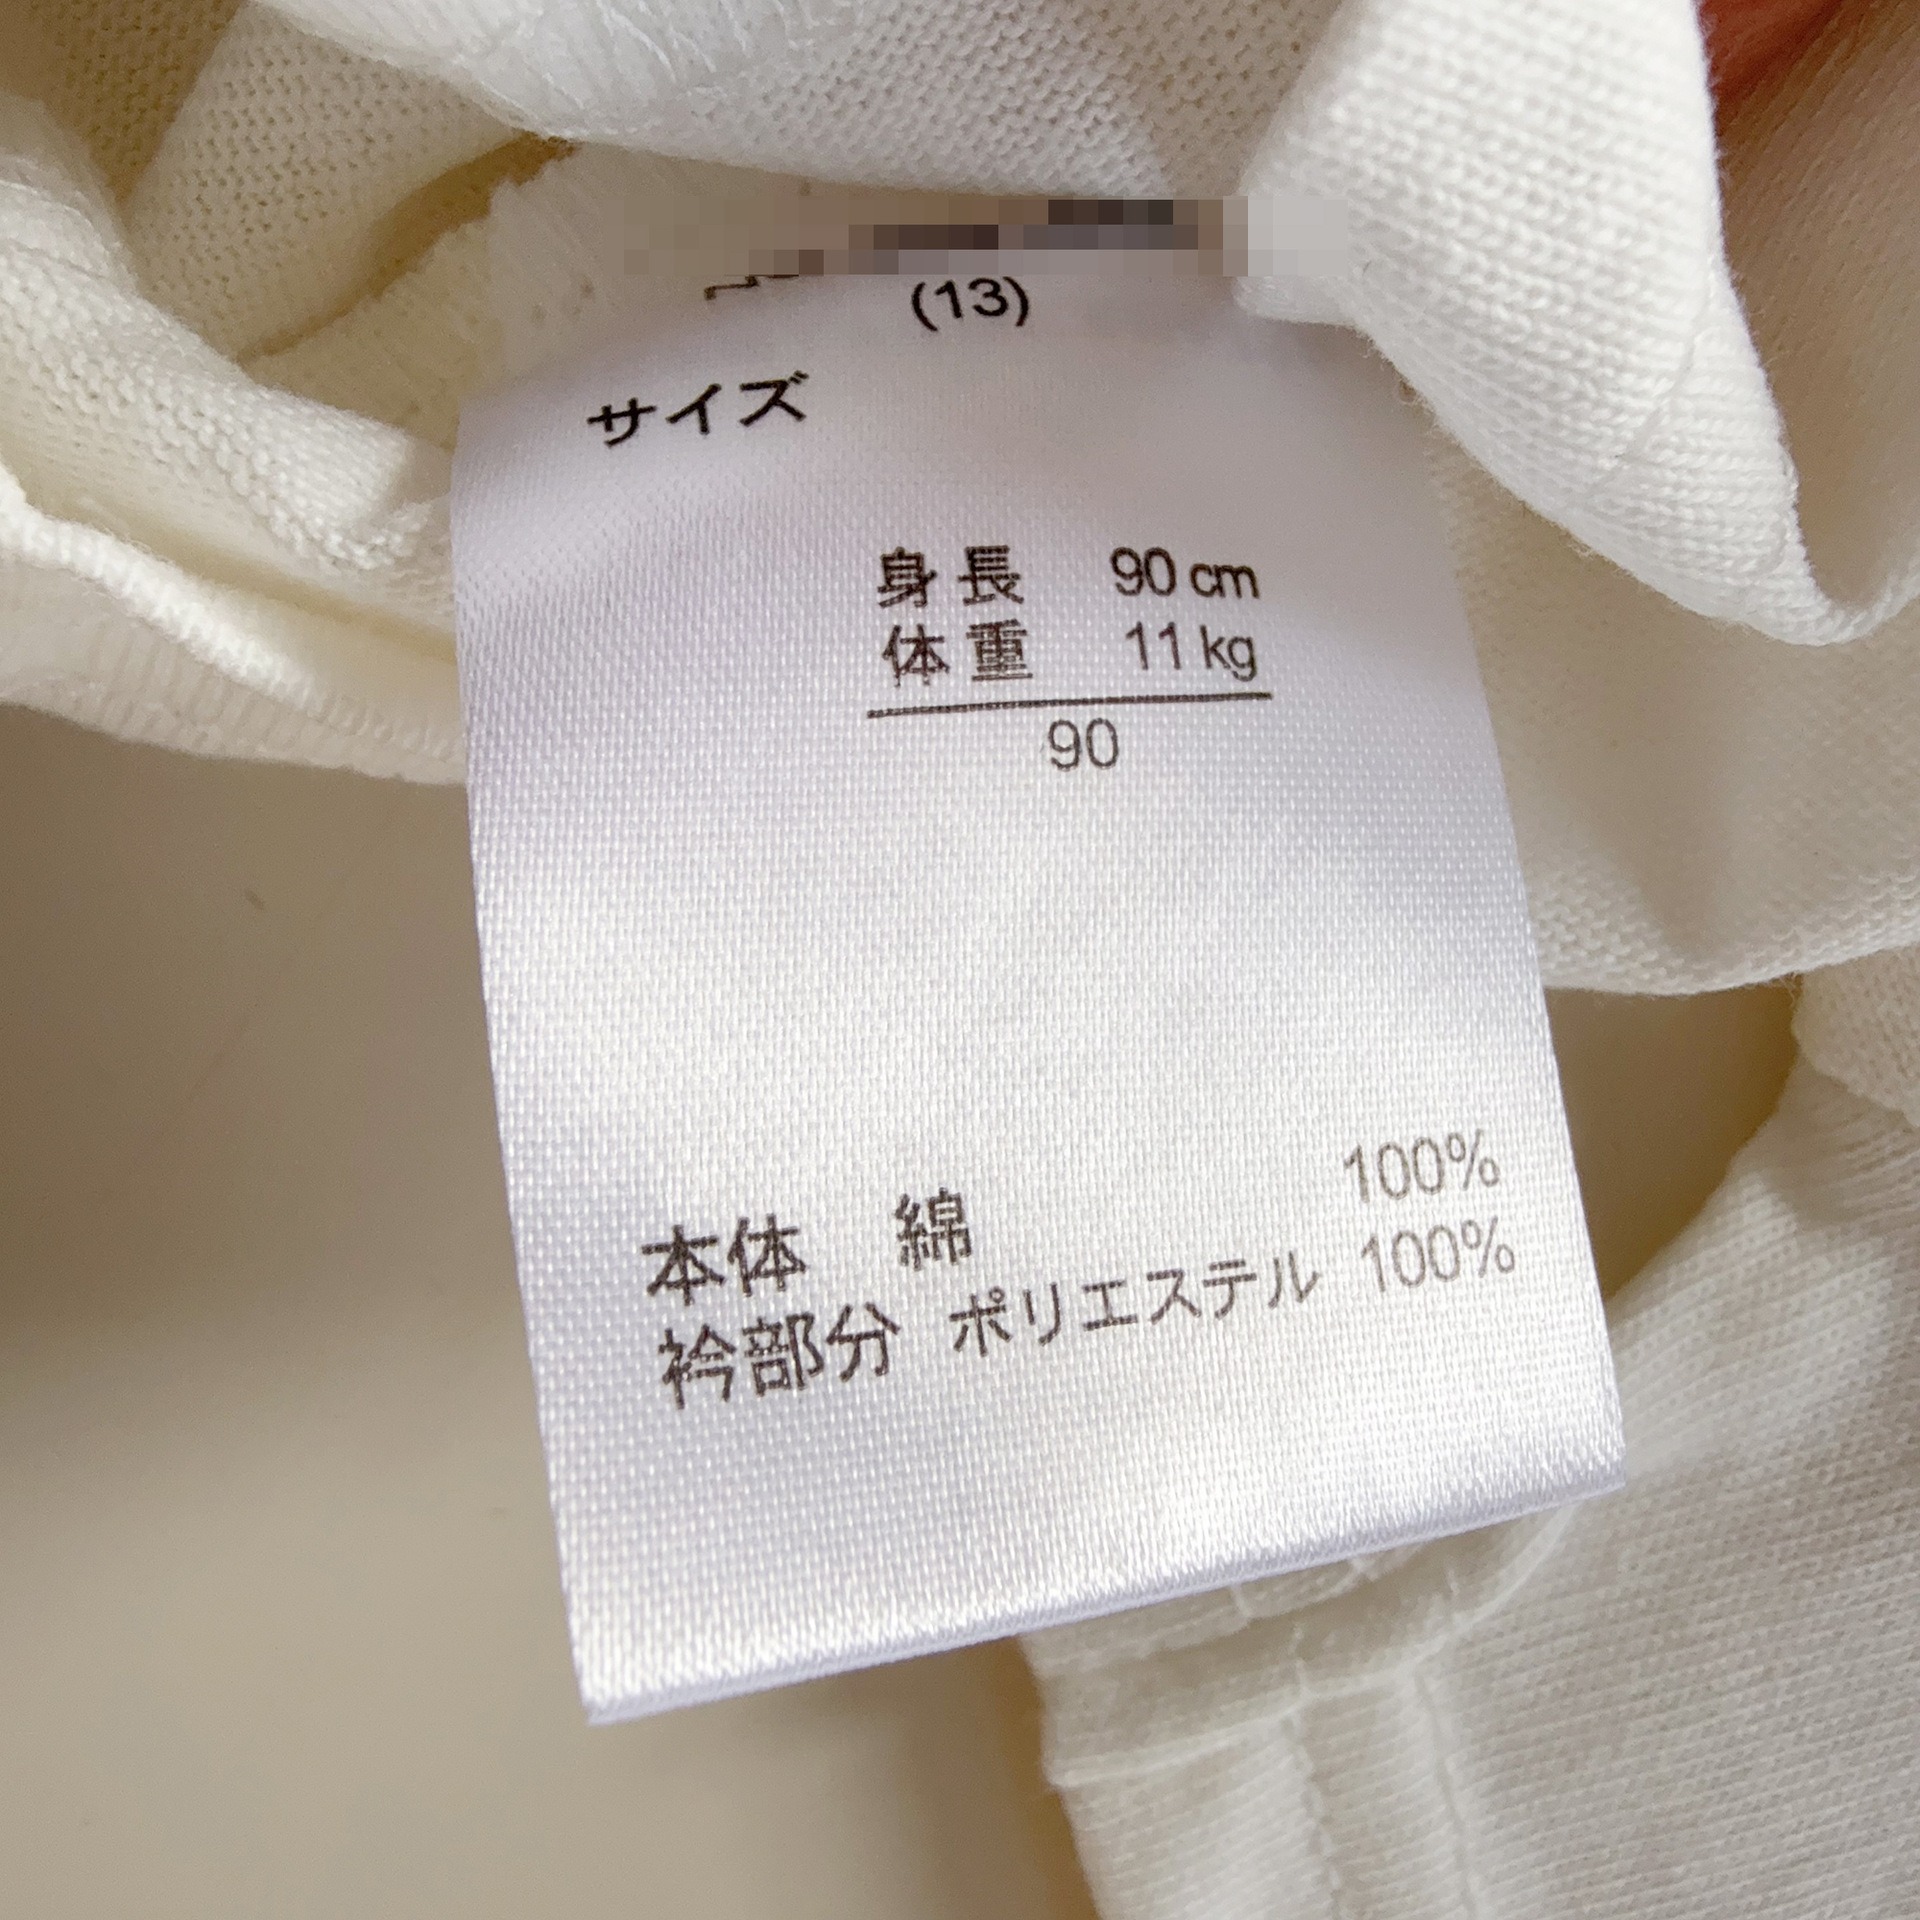 (13)
サイズ
身長 90cm
体重 11kg
90
本体 綿 100%
衿部分 ポリエステル 100%